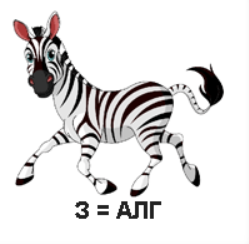 З = АЛГ